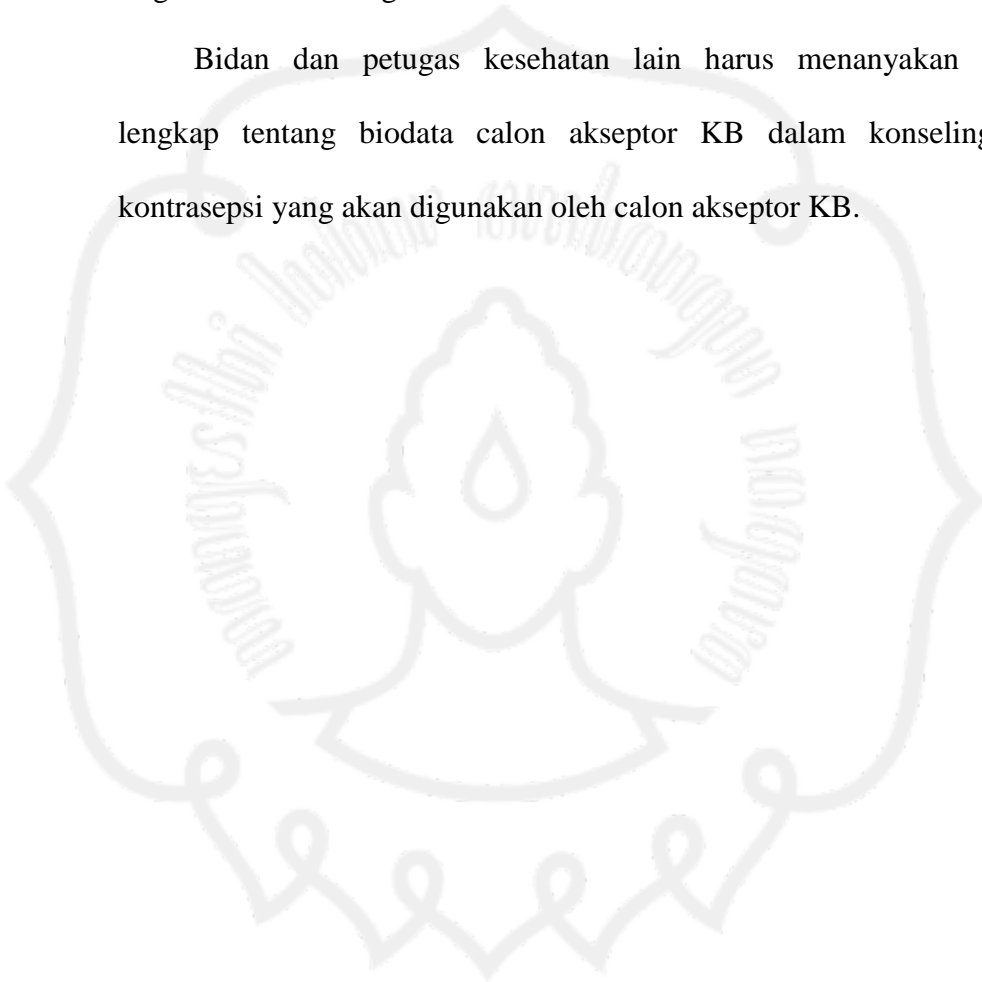 Bidan dan petugas kesehatan lain harus menanyakan
lengkap tentang biodata calon akseptor KB dalam konseling
kontrasepsi yang akan digunakan oleh calon akseptor KB.